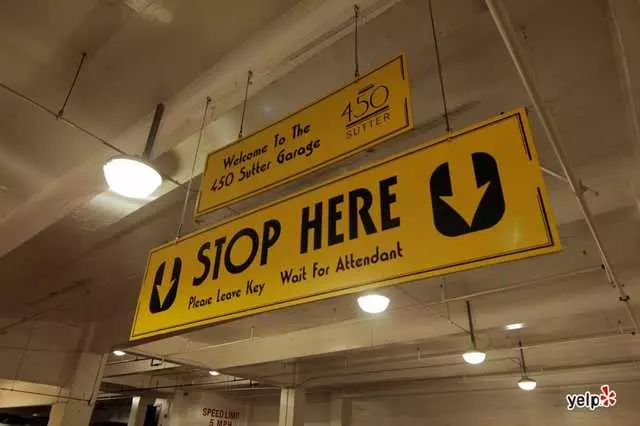 Welcome To The
450 Sutter Garage
450
SUTTER
STOP HERE
Please Leave Key Wait For Attendant
SPEED LIMIT
5 MPH
yelp